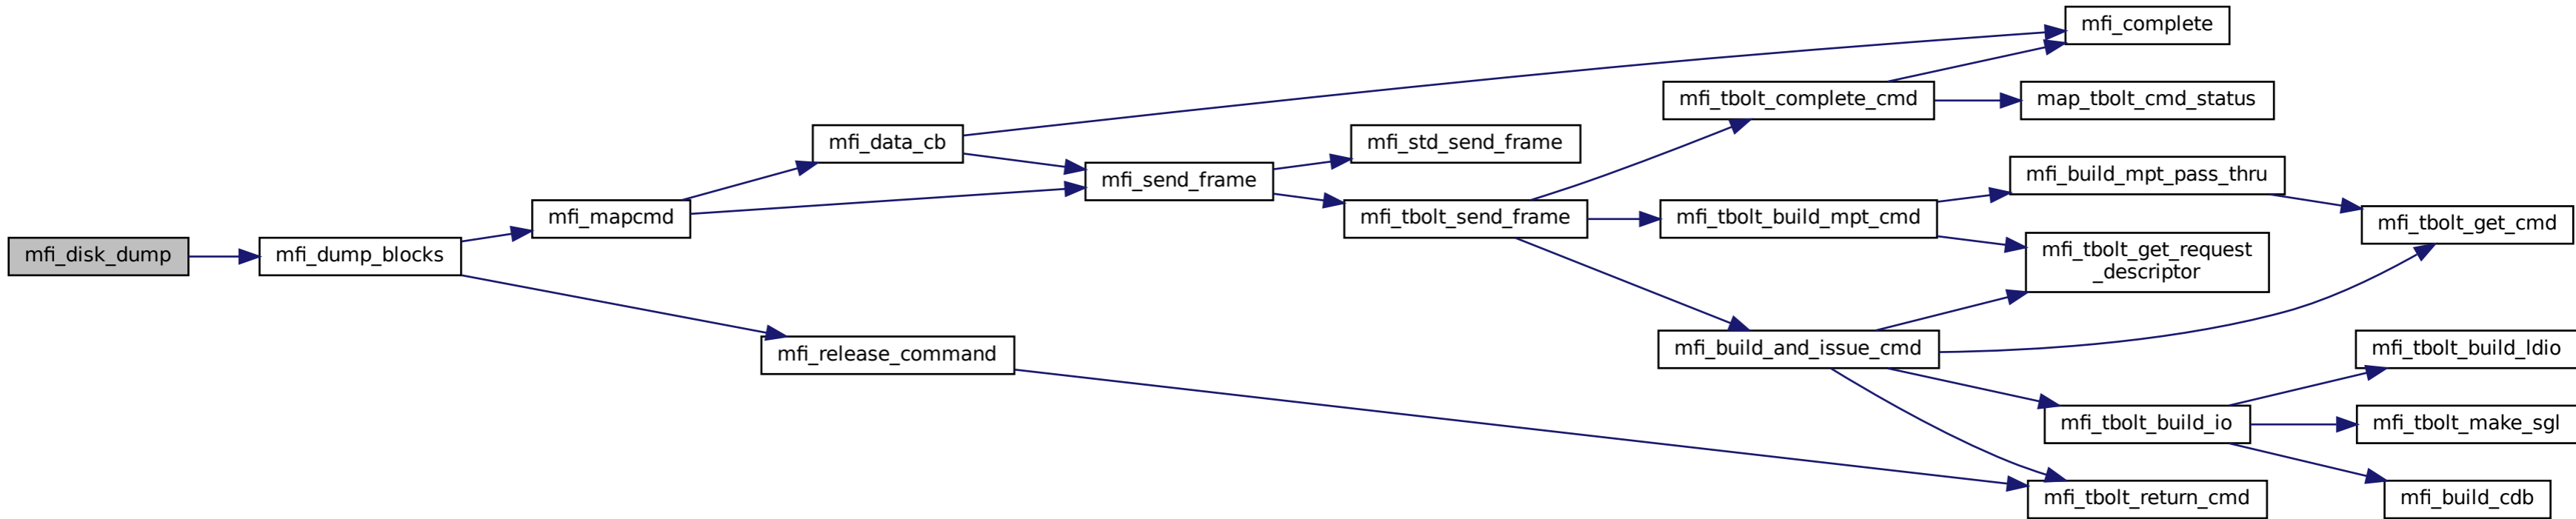 mfi_disk_dump
mfi_dump_blocks
mfi_mapcmd
mfi_release_command
mfi_data_cb
mfi_send_frame
mfi_std_send_frame
mfi_tbolt_send_frame
mfi_tbolt_complete_cmd
mfi_tbolt_build_mpt_cmd
mfi_build_and_issue_cmd
mfi_complete
map_tbolt_cmd_status
mfi_build_mpt_pass_thru
mfi_tbolt_get_request
_descriptor
mfi_tbolt_build_io
mfi_tbolt_return_cmd
mfi_tbolt_get_cmd
mfi_tbolt_build_ldio
mfi_tbolt_make_sgl
mfi_build_cdb